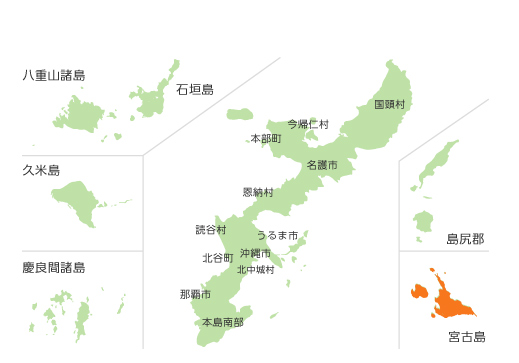 八重山諸島
石垣島
国頭村
今帰仁村
本部町
名護市
久米島
恩納村
読谷村
うるま市
島尻郡
沖縄市
北谷町
慶良間諸島
北中城村
那覇市
本島南部
宮古島